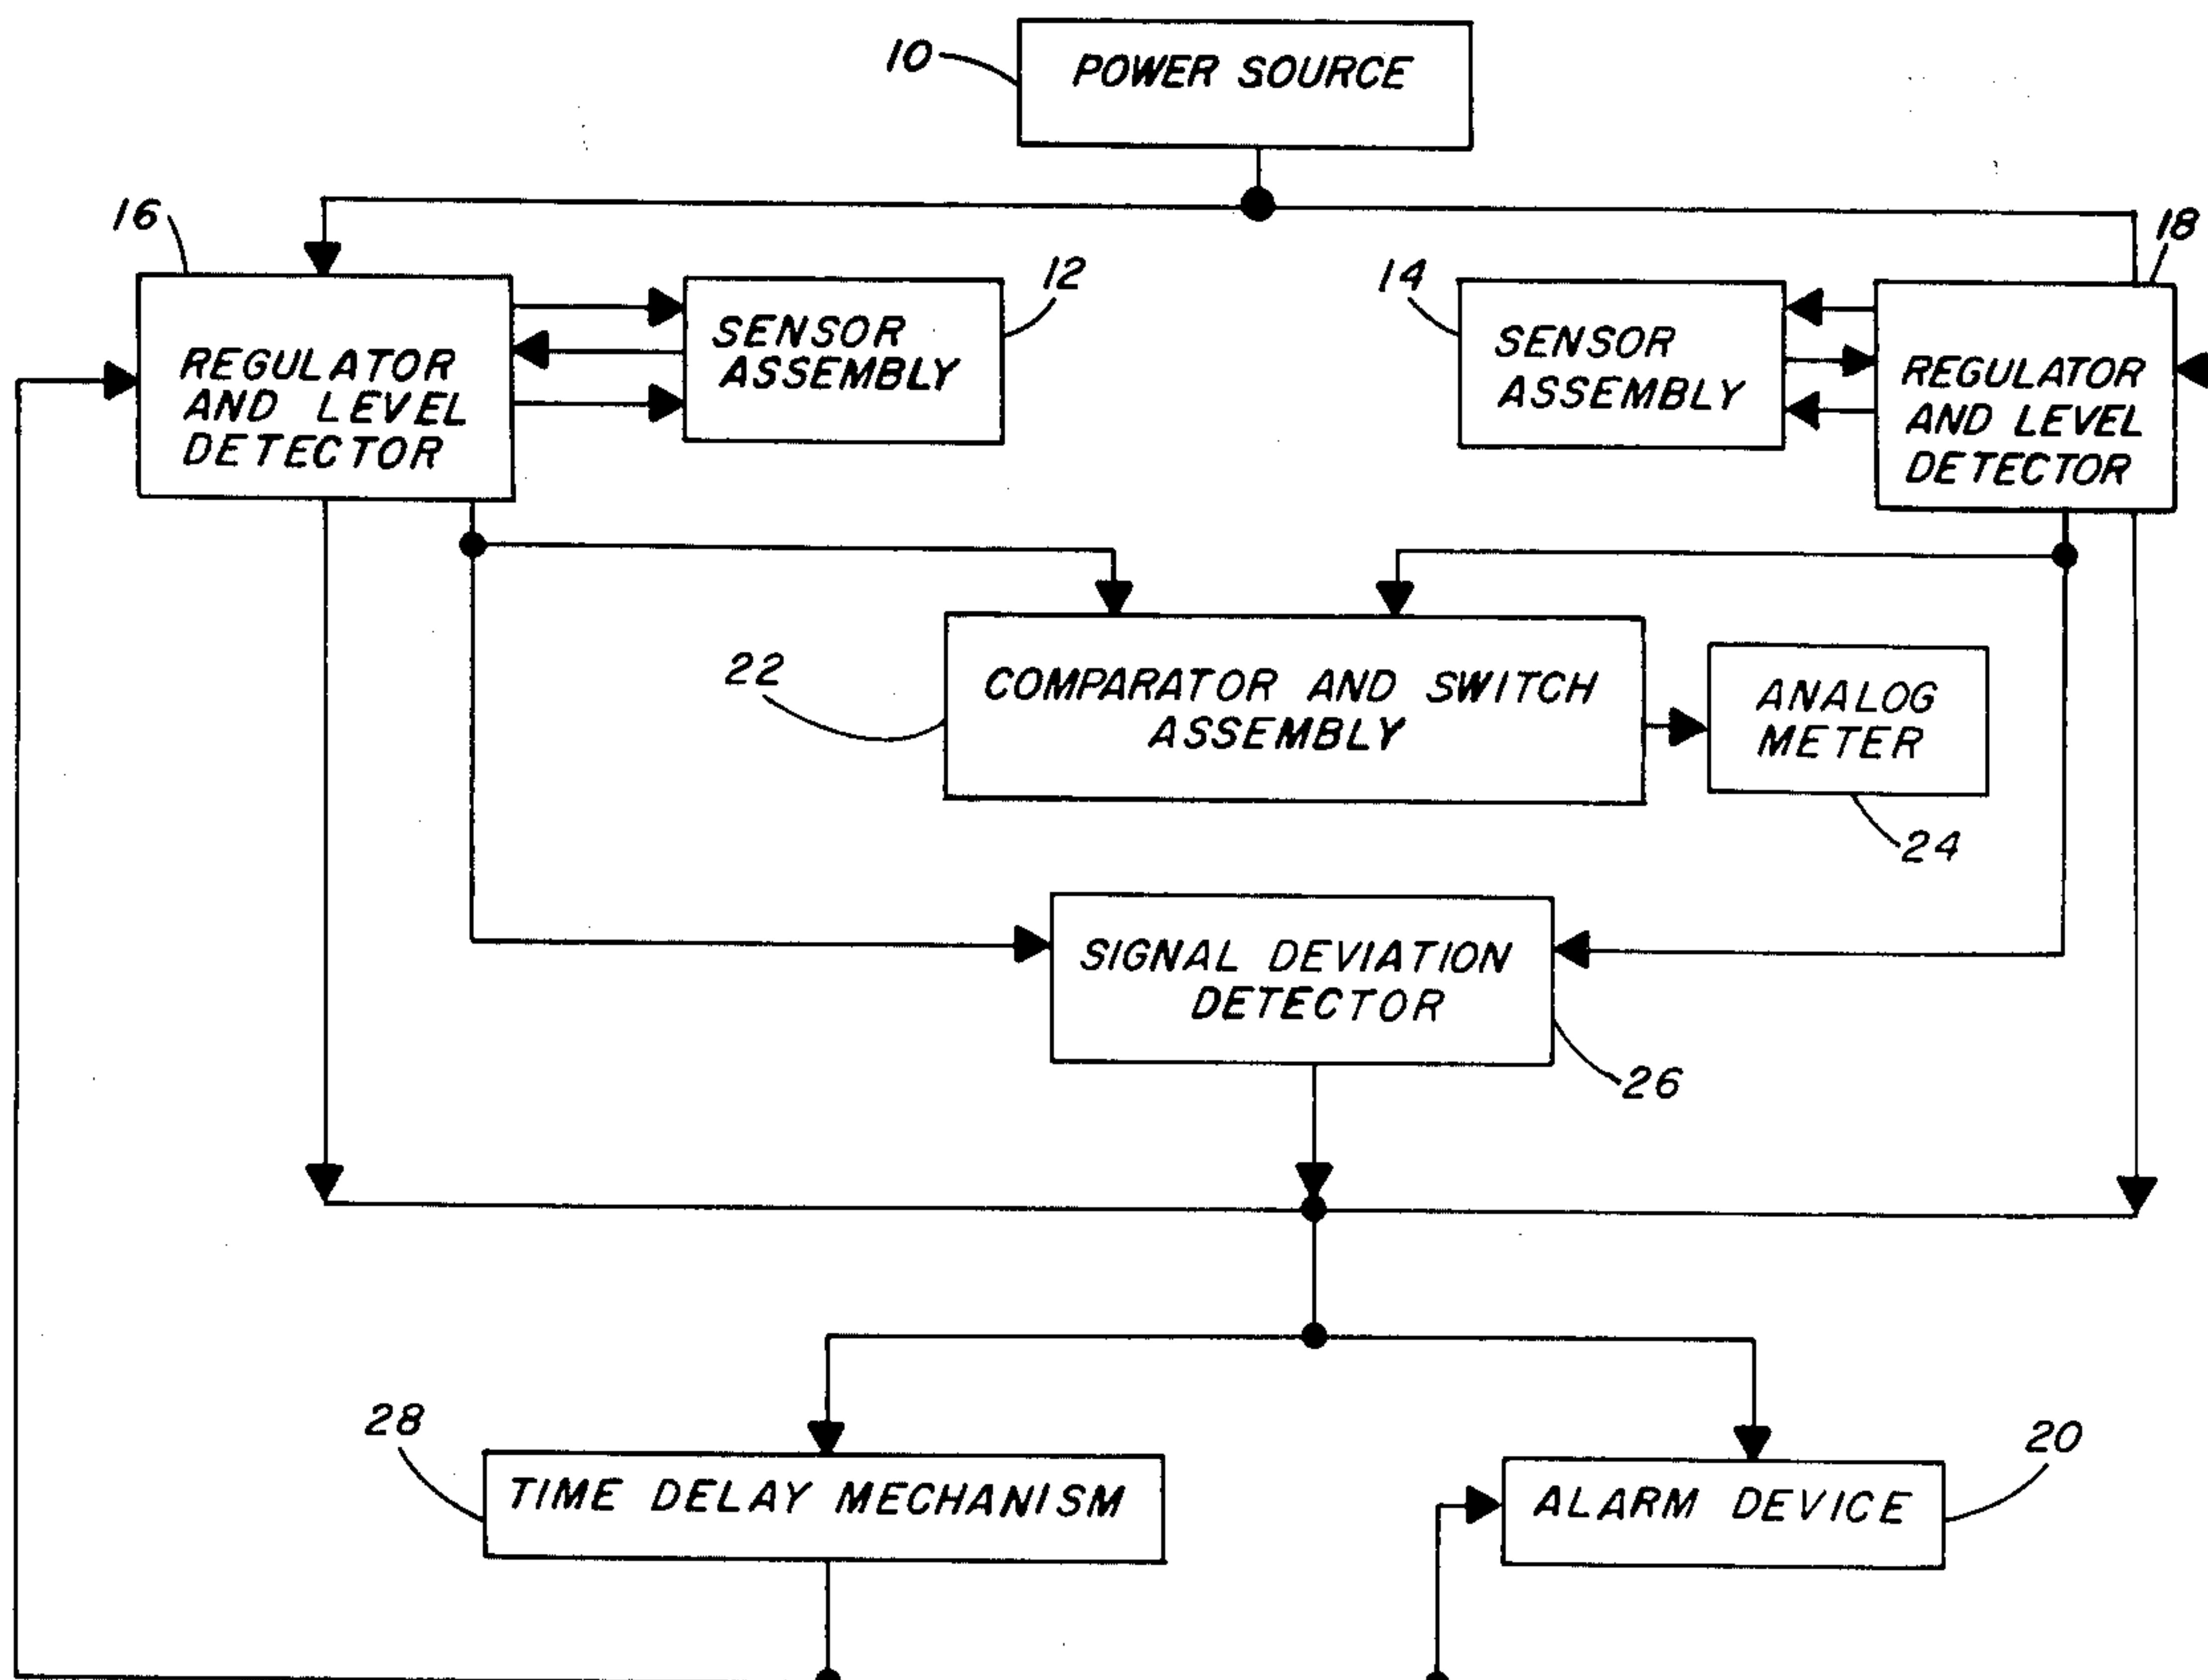 10
POWER SOURCE
16
12
14
18
REGULATOR
AND LEVEL
DETECTOR
SENSOR
ASSEMBLY
SENSOR
ASSEMBLY
REGULATOR
AND LEVEL
DETECTOR
22
COMPARATOR AND SWITCH
ASSEMBLY
ANALOG
METER
24
SIGNAL DEVIATION
DETECTOR
26
28
TIME DELAY MECHANISM
20
ALARM DEVICE